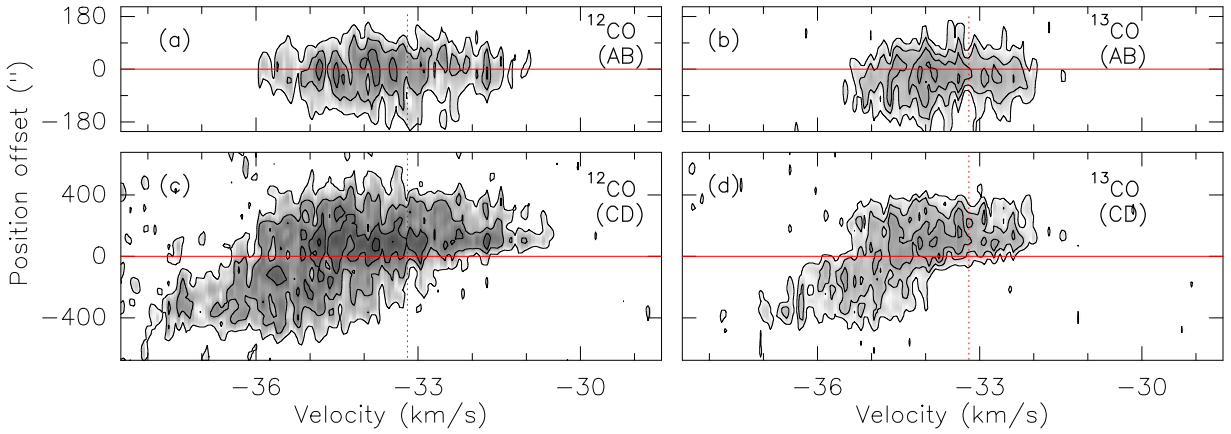 180
0
−180
(a)
¹²CO
(AB)
(b)
¹³CO
(AB)
Position offset (")
400
0
−400
(c)
¹²CO
(CD)
(d)
¹³CO
(CD)
−36
−33
−30
−36
−33
−30
Velocity (km/s)
Velocity (km/s)